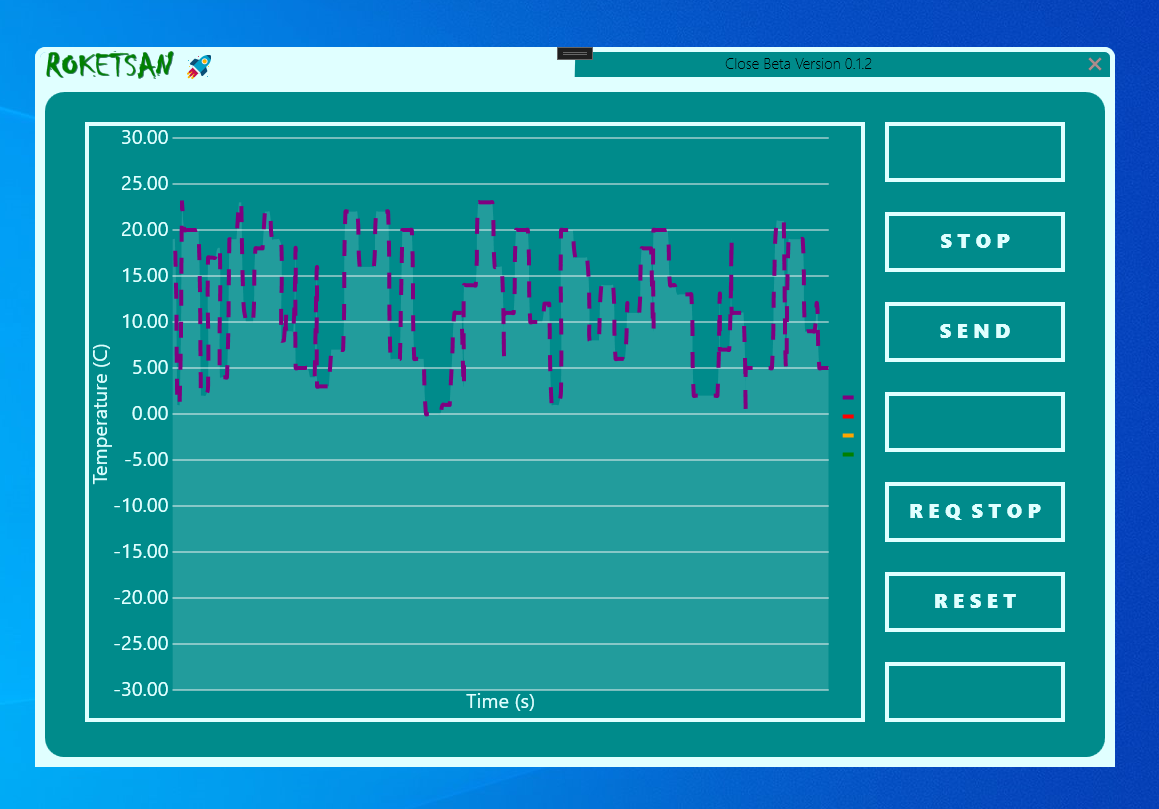 ROKETSAN
Close Beta Version 0.1.2
30.00
25.00
20.00
15.00
10.00
5.00
0.00
-5.00
-10.00
-15.00
-20.00
-25.00
-30.00
Temperature (C)
Time (s)
STOP
SEND
REQ STOP
RESET